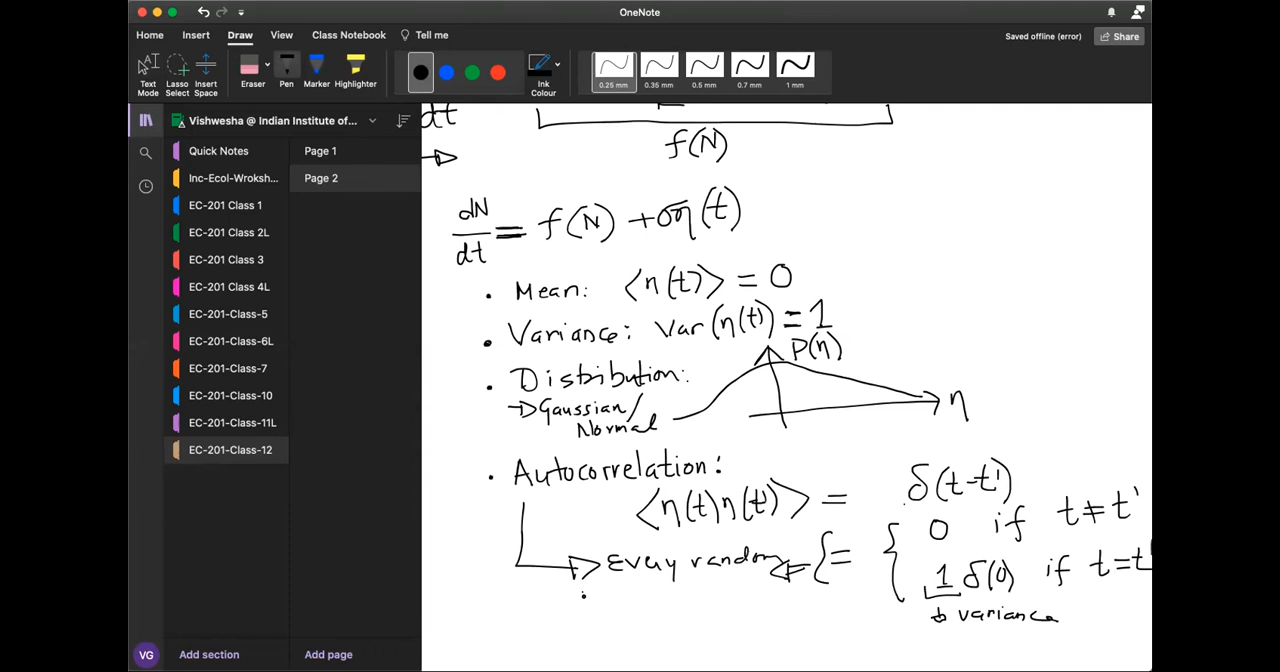 OneNote
Home Insert Draw View Class Notebook Tell me
Saved offline (error) Share
Text Mode Lasso Select Insert Space Eraser Pen Marker Highlighter Ink Colour 0.25 mm 0.35 mm 0.5 mm 0.7 mm 1 mm
Vishwesha @ Indian Institute of...
Quick Notes
Inc-Ecol-Wroksh...
EC-201 Class 1
EC-201 Class 2L
EC-201 Class 3
EC-201 Class 4L
EC-201-Class-5
EC-201-Class-6L
EC-201-Class-7
EC-201-Class-10
EC-201-Class-11L
EC-201-Class-12
Page 1
Page 2
VG Add section Add page
dt
f(N)
dN/dt = f(N) + ση(t)
• Mean: ⟨η(t)⟩ = 0
• Variance: Var(η(t)) = 1
P(η)
• Distribution:
→ Gaussian/
Normal
η
• Autocorrelation:
⟨η(t)η(t')⟩ = δ(t-t')
= { 0 if t ≠ t'
1 δ(0) if t = t'
Every random
variance